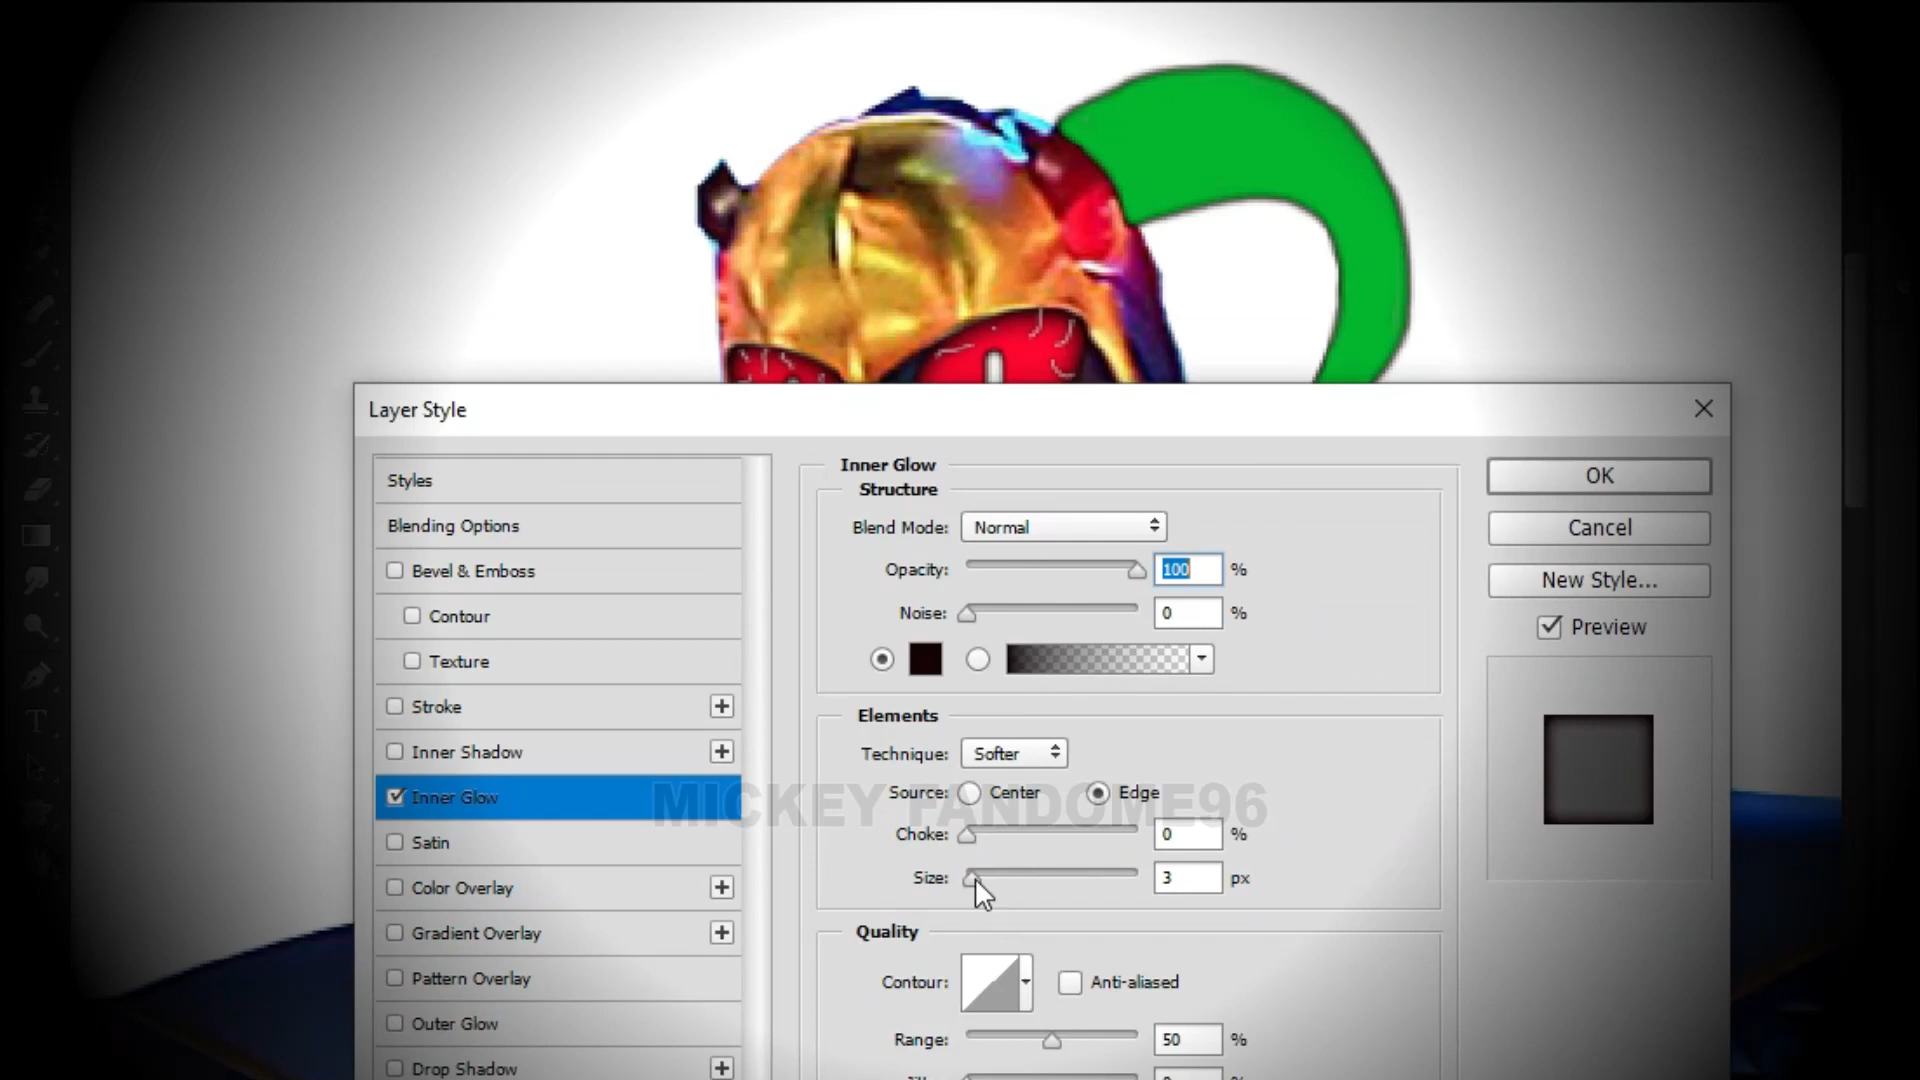 Layer Style
Styles
Blending Options
Bevel & Emboss
Contour
Texture
Stroke
Inner Shadow
Inner Glow
Satin
Color Overlay
Gradient Overlay
Pattern Overlay
Outer Glow
Drop Shadow
Inner Glow
Structure
Blend Mode: Normal
Opacity: 100 %
Noise: 0 %
Elements
Technique: Softer
Source: Center Edge
MICKEY FANDOME96
Choke: 0 %
Size: 3 px
Quality
Contour: Anti-aliased
Range: 50 %
OK
Cancel
New Style...
Preview